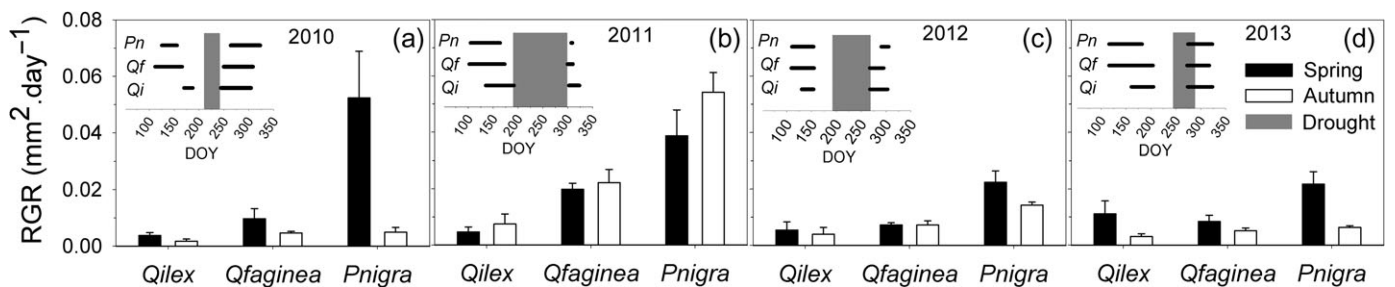 RGR (mm².day⁻¹)
0.08
0.06
0.04
0.02
0.00
2010 (a)
Pn
Qf
Qi
100 150 200 250 300 350
DOY
Qilex Qfaginea Pnigra
2011 (b)
Pn
Qf
Qi
100 150 200 250 300 350
DOY
Qilex Qfaginea Pnigra
2012 (c)
Pn
Qf
Qi
100 150 200 250 300 350
DOY
Qilex Qfaginea Pnigra
2013 (d)
Pn
Qf
Qi
100 150 200 250 300 350
DOY
Spring
Autumn
Drought
Qilex Qfaginea Pnigra